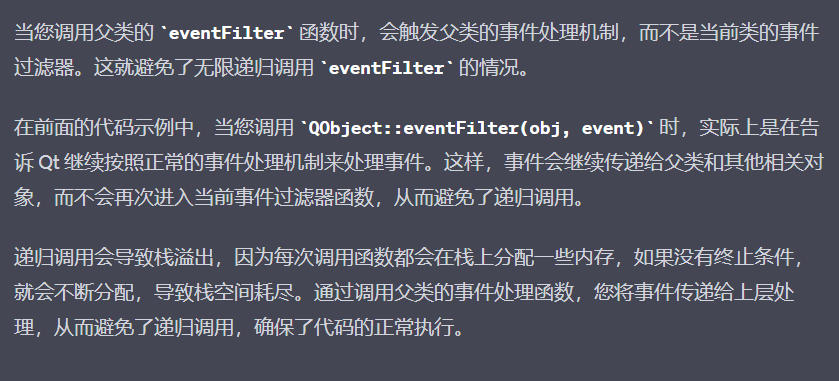 当您调用父类的 `eventFilter` 函数时，会触发父类的事件处理机制，而不是当前类的事件
过滤器。这就避免了无限递归调用 `eventFilter` 的情况。
在前面的代码示例中，当您调用 `QObject::eventFilter(obj, event)` 时，实际上是在告
诉 Qt 继续按照正常的事件处理机制来处理事件。这样，事件会继续传递给父类和其他相关对
象，而不会再次进入当前事件过滤器函数，从而避免了递归调用。
递归调用会导致栈溢出，因为每次调用函数都会在栈上分配一些内存，如果没有终止条件，
就会不断分配，导致栈空间耗尽。通过调用父类的事件处理函数，您将事件传递给上层处
理，从而避免了递归调用，确保了代码的正常执行。